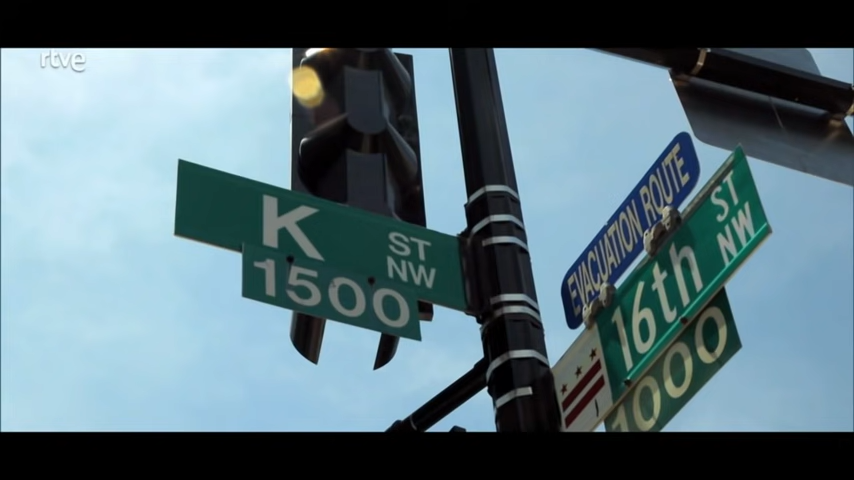 rtve
K ST NW
1500
EVACUATION ROUTE
16th ST NW
1000